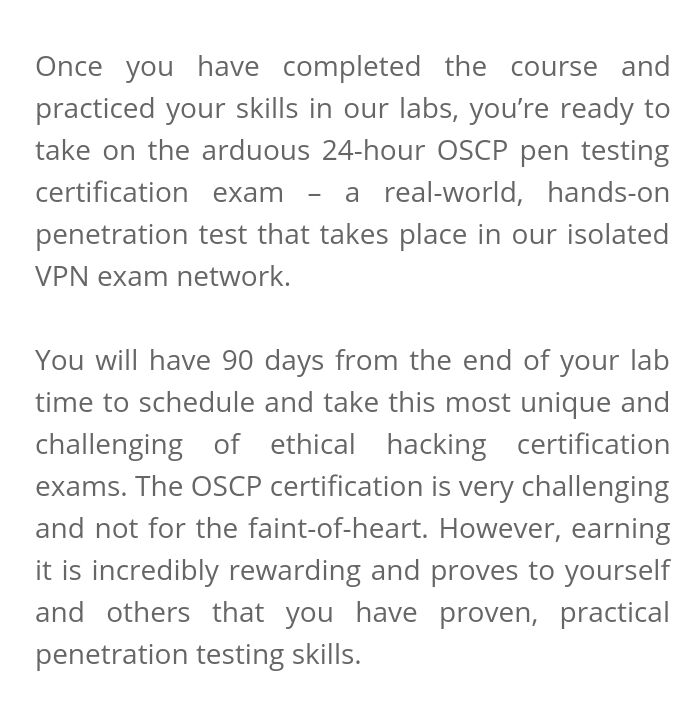 Once you have completed the course and
practiced your skills in our labs, you’re ready to
take on the arduous 24-hour OSCP pen testing
certification exam – a real-world, hands-on
penetration test that takes place in our isolated
VPN exam network.
You will have 90 days from the end of your lab
time to schedule and take this most unique and
challenging of ethical hacking certification
exams. The OSCP certification is very challenging
and not for the faint-of-heart. However, earning
it is incredibly rewarding and proves to yourself
and others that you have proven, practical
penetration testing skills.